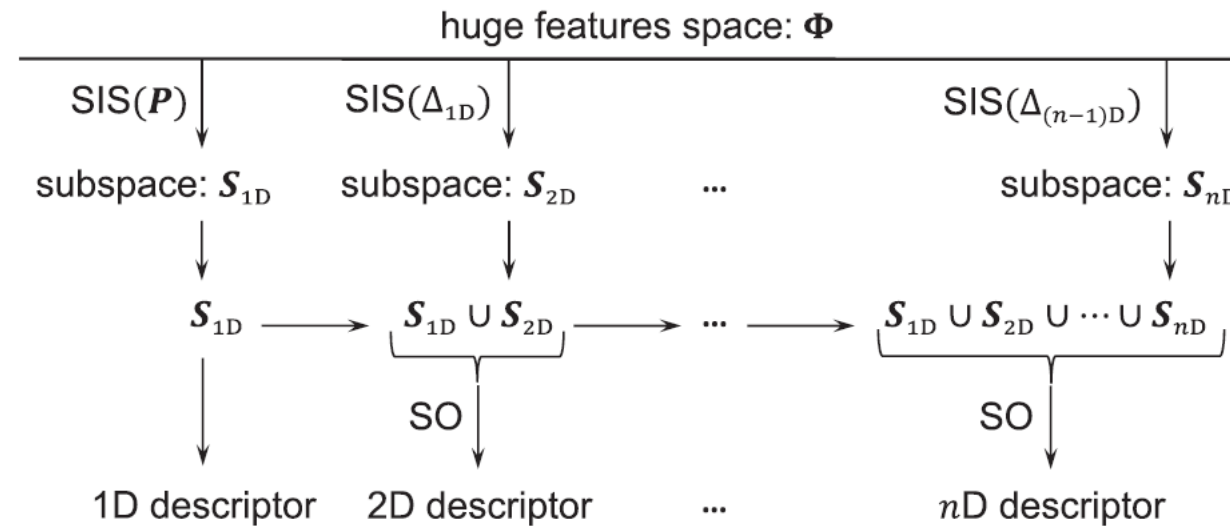 huge features space: Φ
SIS(P) SIS(Δ₁D) SIS(Δ₍ₙ₋₁₎D)
subspace: S₁D subspace: S₂D ... subspace: SₙD
S₁D S₁D ∪ S₂D ... S₁D ∪ S₂D ∪ ⋯ ∪ SₙD
SO SO
1D descriptor 2D descriptor ... nD descriptor